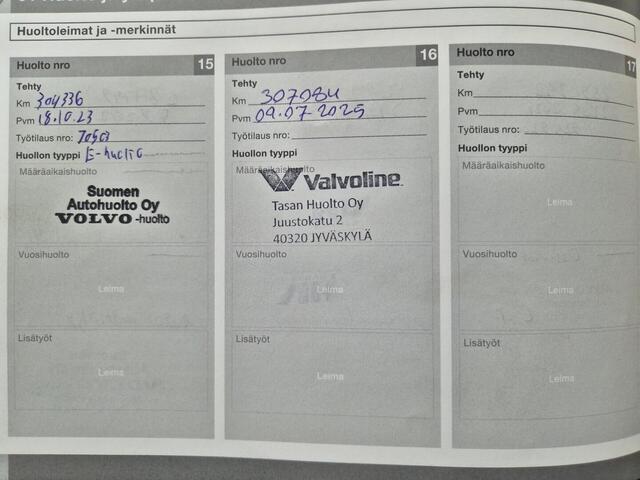 Huoltoleimat ja -merkinnät
Huolto nro 15
Tehty
Km 304336
Pvm 18.10.23
Työtilaus nro:
Huollon tyyppi E-huolto
Määräaikaishuolto
Suomen
Autohuolto Oy
VOLVO -huolto
Vuosihuolto
Leima
Lisätyöt
Leima
Huolto nro 16
Tehty
Km 307084
Pvm 09.07.2025
Työtilaus nro:
Huollon tyyppi
Määräaikaishuolto
Valvoline
Tasan Huolto Oy
Juustokatu 2
40320 JYVÄSKYLÄ
Vuosihuolto
Leima
Lisätyöt
Leima
Huolto nro 17
Tehty
Km
Pvm
Työtilaus nro:
Huollon tyyppi
Määräaikaishuolto
Leima
Vuosihuolto
Leima
Lisätyöt
Leima